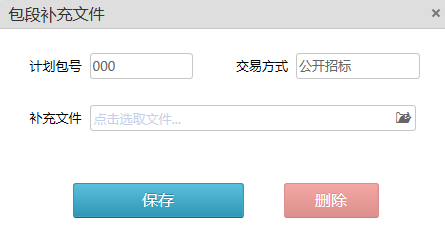 包段补充文件
计划包号 000 交易方式 公开招标
补充文件 点击选取文件...
保存 删除